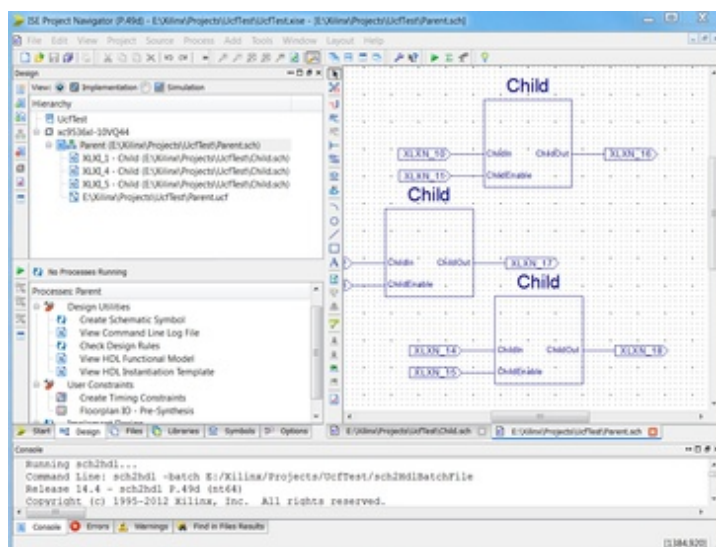 ISE Project Navigator (P.49d) - E:\Xilinx\Projects\UcfTest\UcfTest.xise - [E:\Xilinx\Projects\UcfTest\Parent.sch]
File Edit View Project Source Process Add Tools Window Layout Help
Design
View: Implementation Simulation
Hierarchy
UcfTest
xc9536xl-10VQ44
Parent (E:\Xilinx\Projects\UcfTest\Parent.sch)
XLXI_1 - Child (E:\Xilinx\Projects\UcfTest\Child.sch)
XLXI_4 - Child (E:\Xilinx\Projects\UcfTest\Child.sch)
XLXI_5 - Child (E:\Xilinx\Projects\UcfTest\Child.sch)
E:\Xilinx\Projects\UcfTest\Parent.ucf
No Processes Running
Processes: Parent
Design Utilities
Create Schematic Symbol
View Command Line Log File
Check Design Rules
View HDL Functional Model
View HDL Instantiation Template
User Constraints
Create Timing Constraints
Floorplan IO - Pre-Synthesis
Start Design Files Libraries Symbols Options
Child
XLXN_10 ChildIn ChildOut XLXN_16
XLXN_11 ChildEnable
Child
ChildIn ChildOut XLXN_17
ChildEnable
Child
XLXN_14 ChildIn ChildOut XLXN_18
XLXN_15 ChildEnable
E:\Xilinx\Projects\UcfTest\Child.sch E:\Xilinx\Projects\UcfTest\Parent.sch
Console
Running sch2hdl...
Command Line: sch2hdl -batch E:/Xilinx/Projects/UcfTest/sch2HdlBatchFile
Release 14.4 - sch2hdl P.49d (nt64)
Copyright (c) 1995-2012 Xilinx, Inc. All rights reserved.
Console Errors Warnings Find in Files Results
[1384,920]